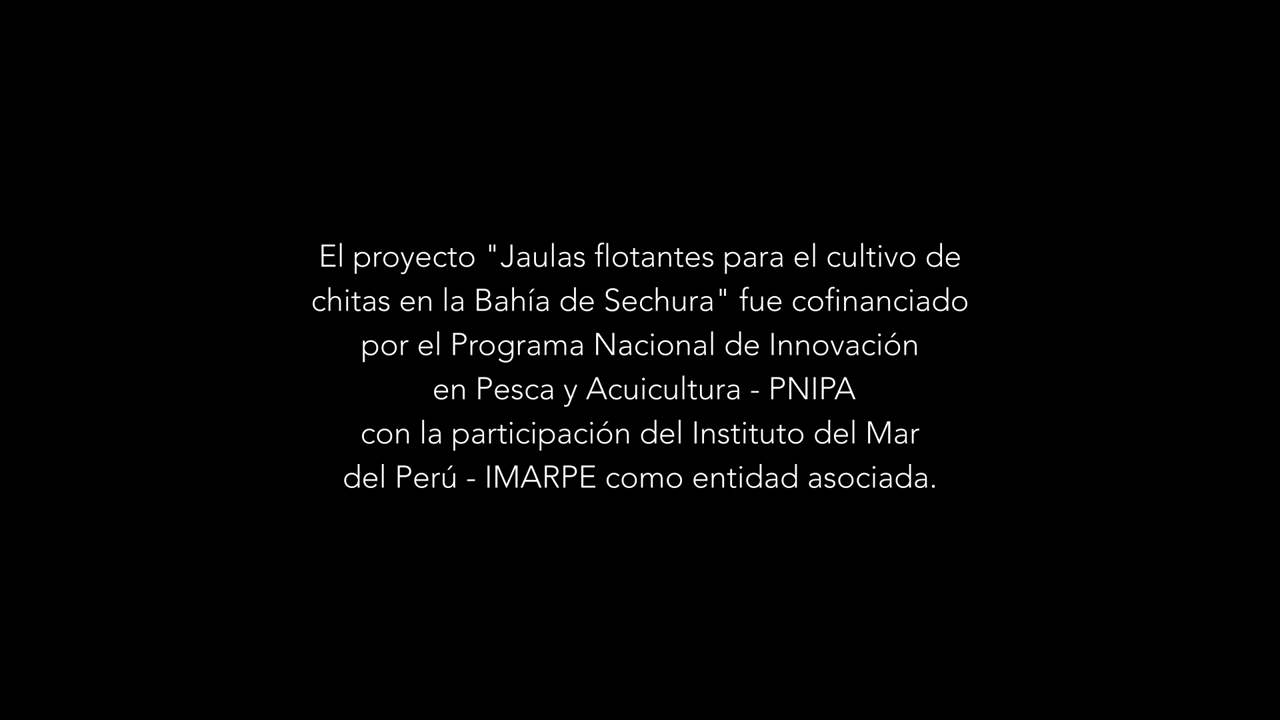 El proyecto "Jaulas flotantes para el cultivo de
chitas en la Bahía de Sechura" fue cofinanciado
por el Programa Nacional de Innovación
en Pesca y Acuicultura - PNIPA
con la participación del Instituto del Mar
del Perú - IMARPE como entidad asociada.